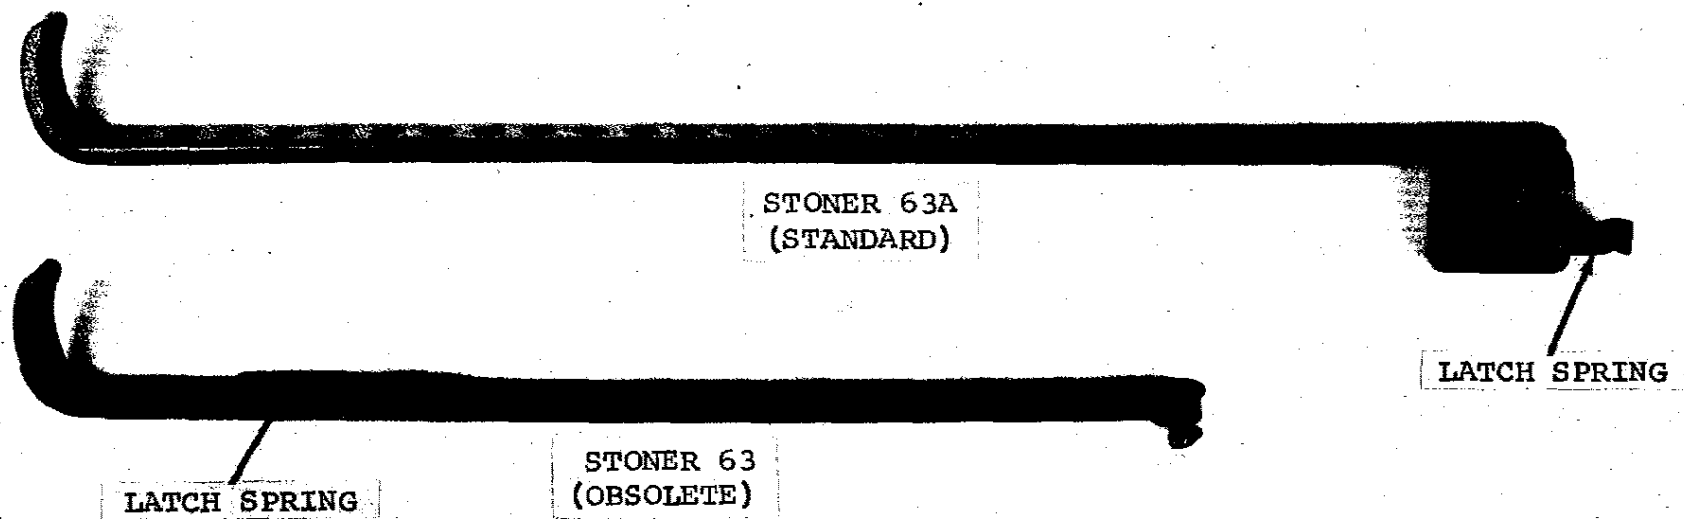 STONER 63A
(STANDARD)
LATCH SPRING
STONER 63
(OBSOLETE)
LATCH SPRING